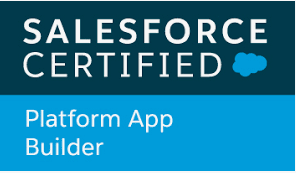 SALESFORCE
CERTIFIED
Platform App
Builder